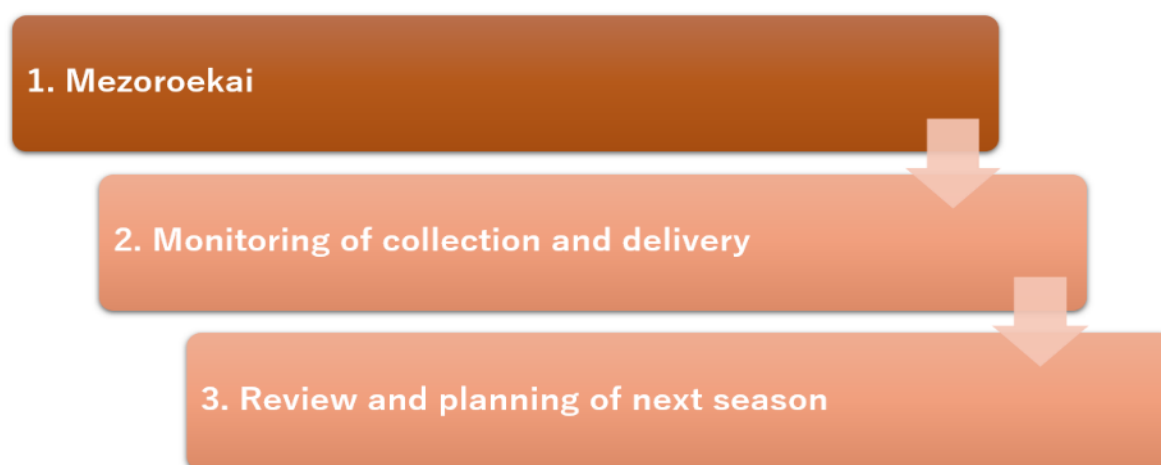 1. Mezoroekai
2. Monitoring of collection and delivery
3. Review and planning of next season